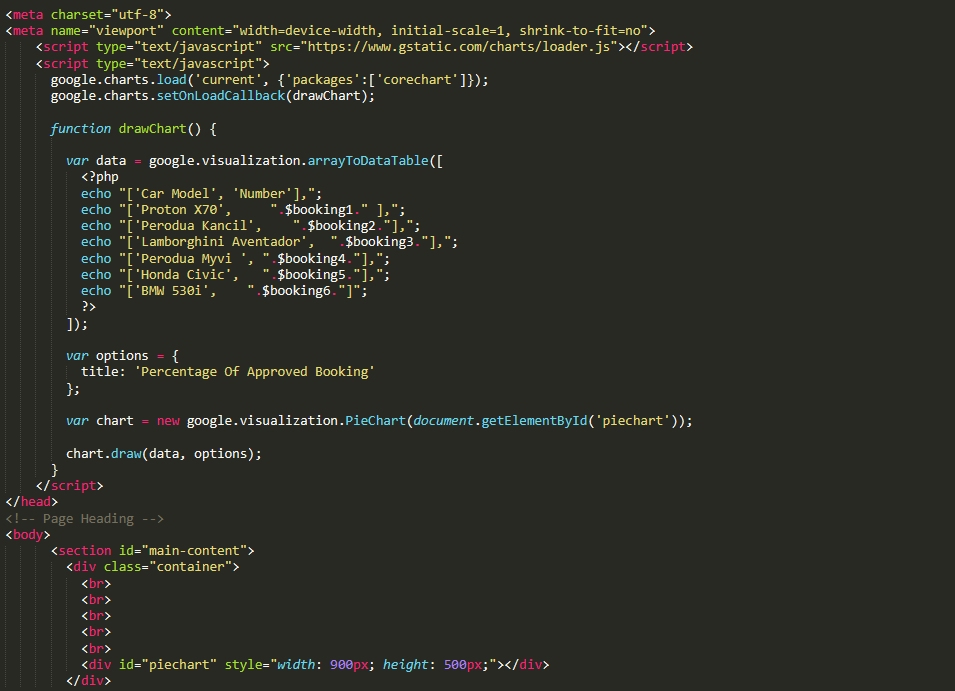 <meta charset="utf-8">
<meta name="viewport" content="width=device-width, initial-scale=1, shrink-to-fit=no">
    <script type="text/javascript" src="https://www.gstatic.com/charts/loader.js"></script>
    <script type="text/javascript">
      google.charts.load('current', {'packages':['corechart']});
      google.charts.setOnLoadCallback(drawChart);

      function drawChart() {

        var data = google.visualization.arrayToDataTable([
          <?php
          echo "['Car Model', 'Number'],";
          echo "['Proton X70',     ".$booking1." ],";
          echo "['Perodua Kancil',    ".$booking2."],";
          echo "['Lamborghini Aventador',  ".$booking3."],";
          echo "['Perodua Myvi ', ".$booking4."],";
          echo "['Honda Civic',   ".$booking5."],";
          echo "['BMW 530i',    ".$booking6."]";
          ?>
        ]);

        var options = {
          title: 'Percentage Of Approved Booking'
        };

        var chart = new google.visualization.PieChart(document.getElementById('piechart'));

        chart.draw(data, options);
      }
    </script>
</head>
<!-- Page Heading -->
<body>
      <section id="main-content">
        <div class="container">
          <br>
          <br>
          <br>
          <br>
          <br>
          <div id="piechart" style="width: 900px; height: 500px;"></div>
        </div>